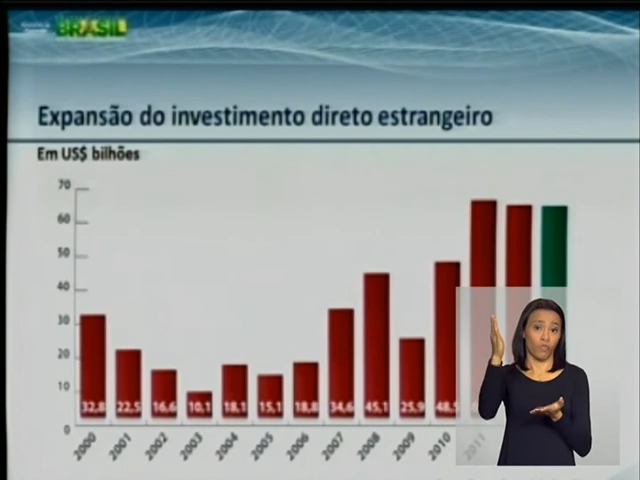 BRASIL
Expansão do investimento direto estrangeiro
Em US$ bilhões
70
60
50
40
30
20
10
0
32,8 22,5 16,6 10,1 18,1 15,1 18,8 34,6 45,1 25,9 48,5
2000 2001 2002 2003 2004 2005 2006 2007 2008 2009 2010 2011